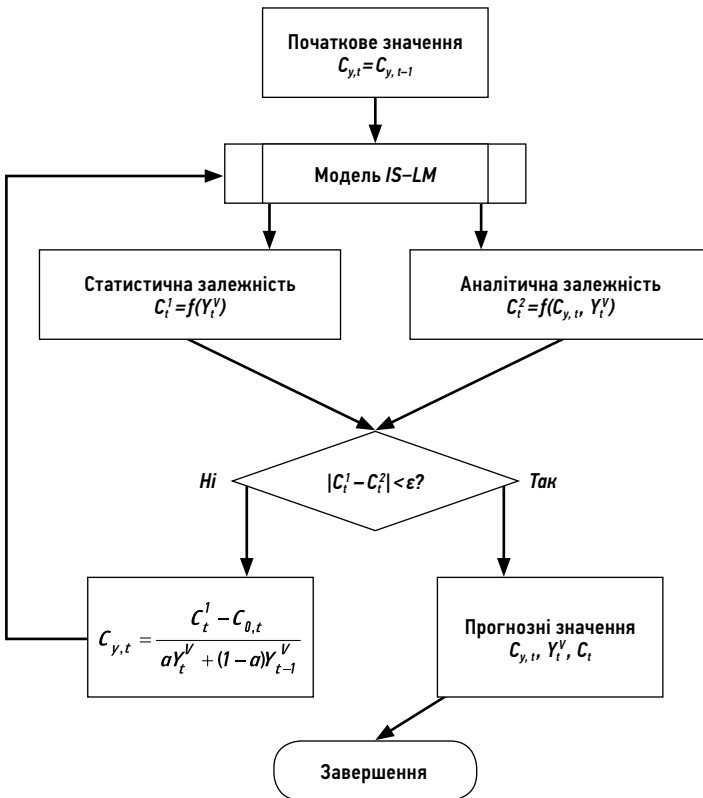 Початкове значення
C_{y,t}=C_{y, t−1}
Модель IS–LM
Статистична залежність
C_t^1=f(Y_t^V)
Аналітична залежність
C_t^2=f(C_{y, t}, Y_t^V)
Ні
|C_t^1−C_t^2|<ε?
Так
C_{y,t} = \frac{C_t^1 − C_{0,t}}{aY_t^V + (1−a)Y_{t−1}^V}
Прогнозні значення
C_{y, t}, Y_t^V, C_t
Завершення